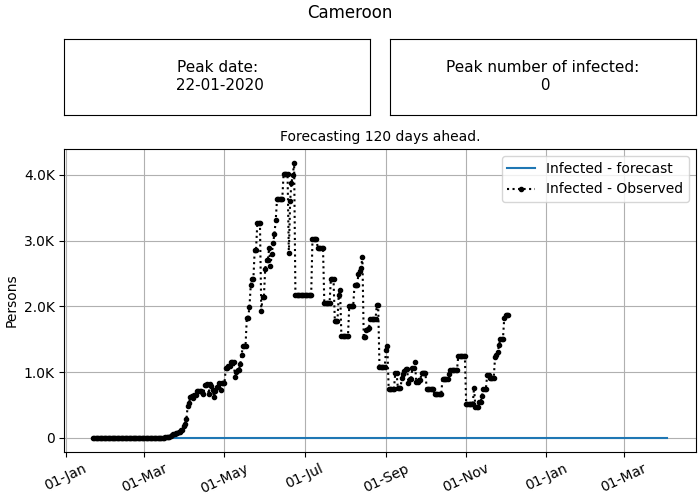 Cameroon
Peak date:
22-01-2020
Peak number of infected:
0
Forecasting 120 days ahead.
Infected - forecast
Infected - Observed
4.0K
3.0K
2.0K
1.0K
0
Persons
01-Jan
01-Mar
01-May
01-Jul
01-Sep
01-Nov
01-Jan
01-Mar